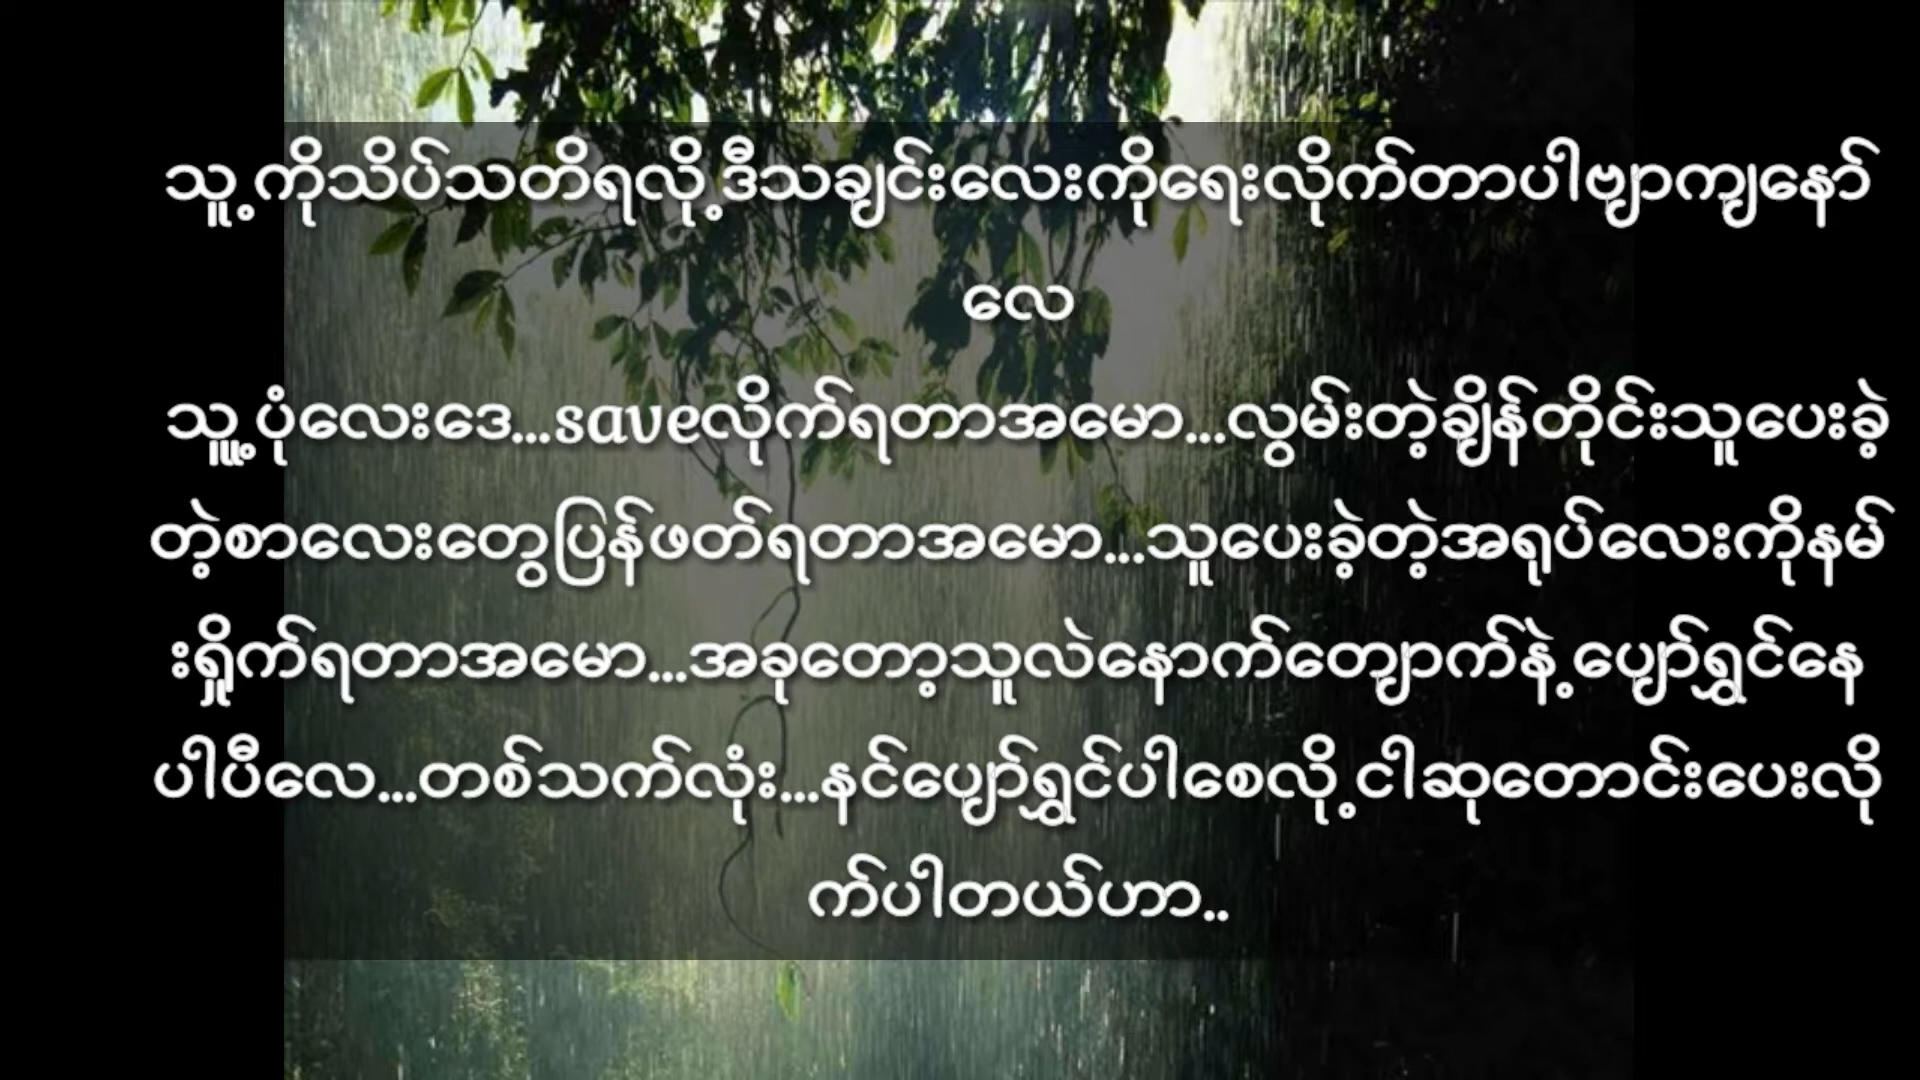 သူ့ကိုသိပ်သတိရလို့ဒီသချင်းလေးကိုရေးလိုက်တာပါဗျာကျနော်
လေ
သူူ့ပုံလေးဒေ...saveလိုက်ရတာအမော...လွမ်းတဲ့ချိန်တိုင်းသူပေးခဲ့
တဲ့စာလေးတွေပြန်ဖတ်ရတာအမော...သူပေးခဲ့တဲ့အရုပ်လေးကိုနမ်
းရှိုက်ရတာအမော...အခုတော့သူလဲနောက်တျောက်နဲ့ပျော်ရွှင်နေ
ပါပီလေ...တစ်သက်လုံး...နင်ပျော်ရွှင်ပါစေလို့ငါဆုတောင်းပေးလို
က်ပါတယ်ဟာ..